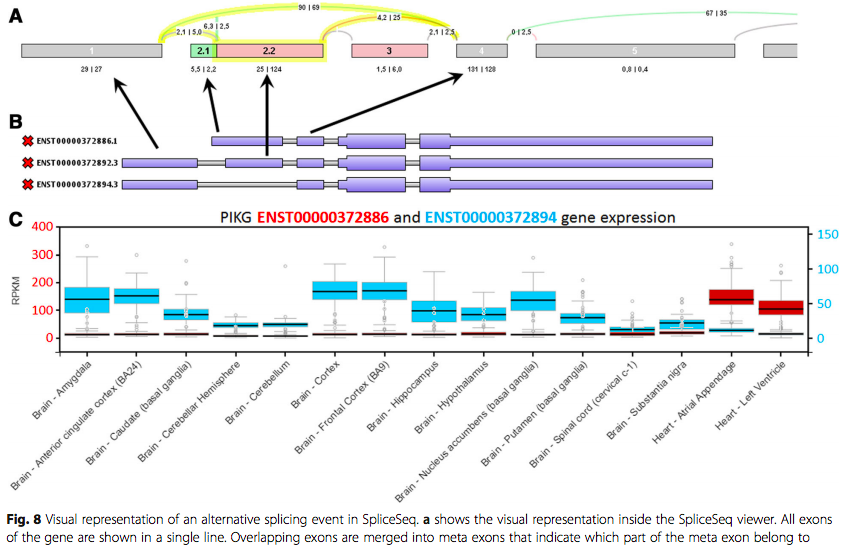 A
90 | 69
67 | 35
6,3 | 2,5
4,2 | 25
2,1 | 5,0
2,1 | 2,5
0 | 2,5
1
2.1
2.2
3
4
5
29 | 27
5,5 | 2,2
25 | 124
1,5 | 6,0
131 | 128
0,8 | 0,4
B
ENST00000372886.1
ENST00000372892.3
ENST00000372894.3
C
PIKG ENST00000372886 and ENST00000372894 gene expression
400
300
200
100
0
RPKM
150
100
50
0
Brain - Amygdala
Brain - Anterior cingulate cortex (BA24)
Brain - Caudate (basal ganglia)
Brain - Cerebellar Hemisphere
Brain - Cerebellum
Brain - Cortex
Brain - Frontal Cortex (BA9)
Brain - Hippocampus
Brain - Hypothalamus
Brain - Nucleus accumbens (basal ganglia)
Brain - Putamen (basal ganglia)
Brain - Spinal cord (cervical c-1)
Brain - Substantia nigra
Heart - Atrial Appendage
Heart - Left Ventricle
Fig. 8 Visual representation of an alternative splicing event in SpliceSeq. a shows the visual representation inside the SpliceSeq viewer. All exons
of the gene are shown in a single line. Overlapping exons are merged into meta exons that indicate which part of the meta exon belong to